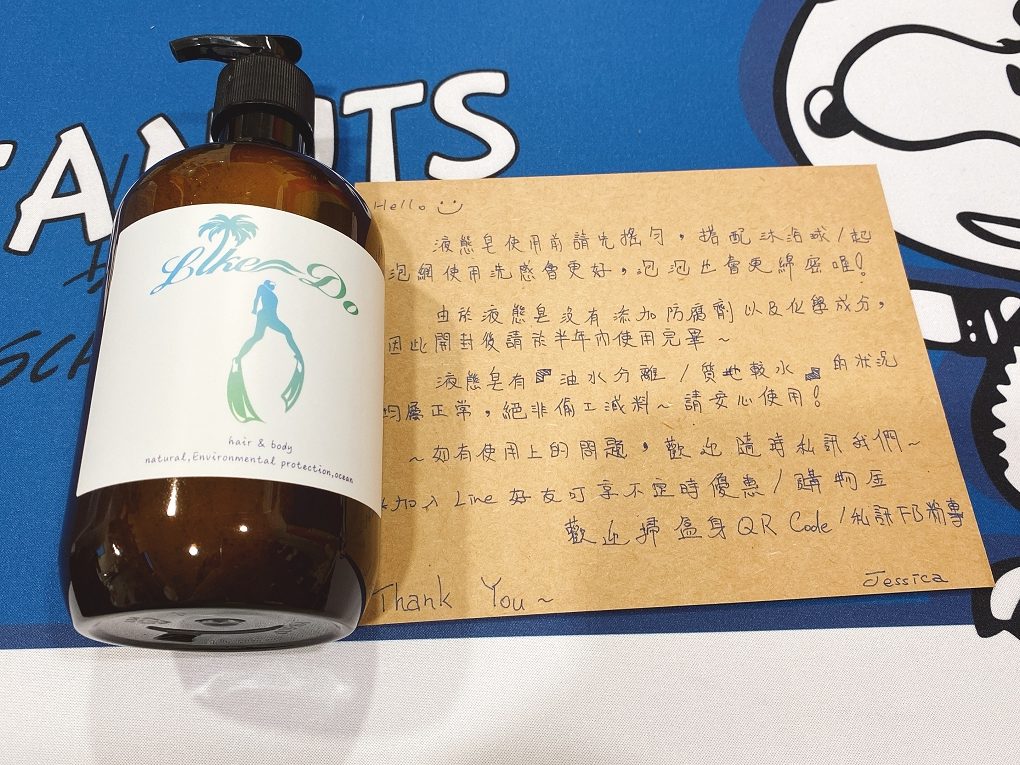 Like Do
hair & body
natural,Environmental protection,ocean
Hello
液態皂使用前請先搖勻，搭配沐浴球/起
泡網使用洗感會更好，泡泡也會更綿密唷!
由於液態皂沒有添加防腐劑以及化學成分，
因此開封後請於半年內使用完畢~
液態皂有油水分離/質地較水的狀況
均屬正常，絕非偷工減料~請安心使用!
~如有使用上的問題，歡迎隨時私訊我們~
*加入 Line 好友可享不定時優惠/購物金
歡迎掃盒身QR Code/私訊FB粉專
Thank You~
Jessica